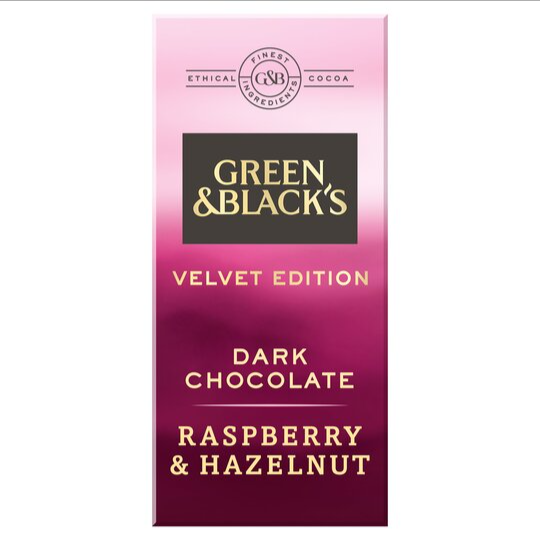 FINEST
ETHICAL G&B COCOA
INGREDIENTS
GREEN
&BLACK'S
VELVET EDITION
DARK
CHOCOLATE
RASPBERRY
& HAZELNUT